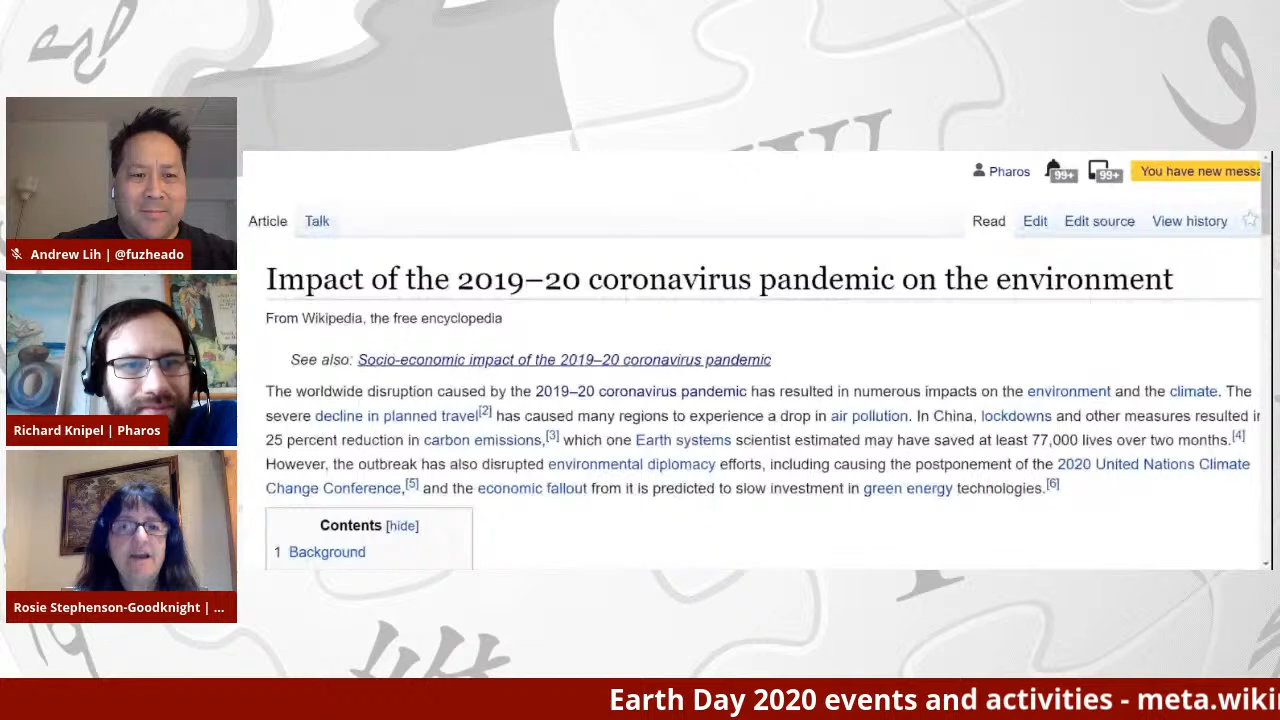 Andrew Lih | @fuzheado
Richard Knipel | Pharos
Rosie Stephenson-Goodknight | ...
Pharos 99+ 99+ You have new messa
Article Talk Read Edit Edit source View history
Impact of the 2019–20 coronavirus pandemic on the environment
From Wikipedia, the free encyclopedia
See also: Socio-economic impact of the 2019–20 coronavirus pandemic
The worldwide disruption caused by the 2019–20 coronavirus pandemic has resulted in numerous impacts on the environment and the climate. The
severe decline in planned travel[2] has caused many regions to experience a drop in air pollution. In China, lockdowns and other measures resulted in
25 percent reduction in carbon emissions,[3] which one Earth systems scientist estimated may have saved at least 77,000 lives over two months.[4]
However, the outbreak has also disrupted environmental diplomacy efforts, including causing the postponement of the 2020 United Nations Climate
Change Conference,[5] and the economic fallout from it is predicted to slow investment in green energy technologies.[6]
Contents [hide]
1 Background
Earth Day 2020 events and activities - meta.wiki